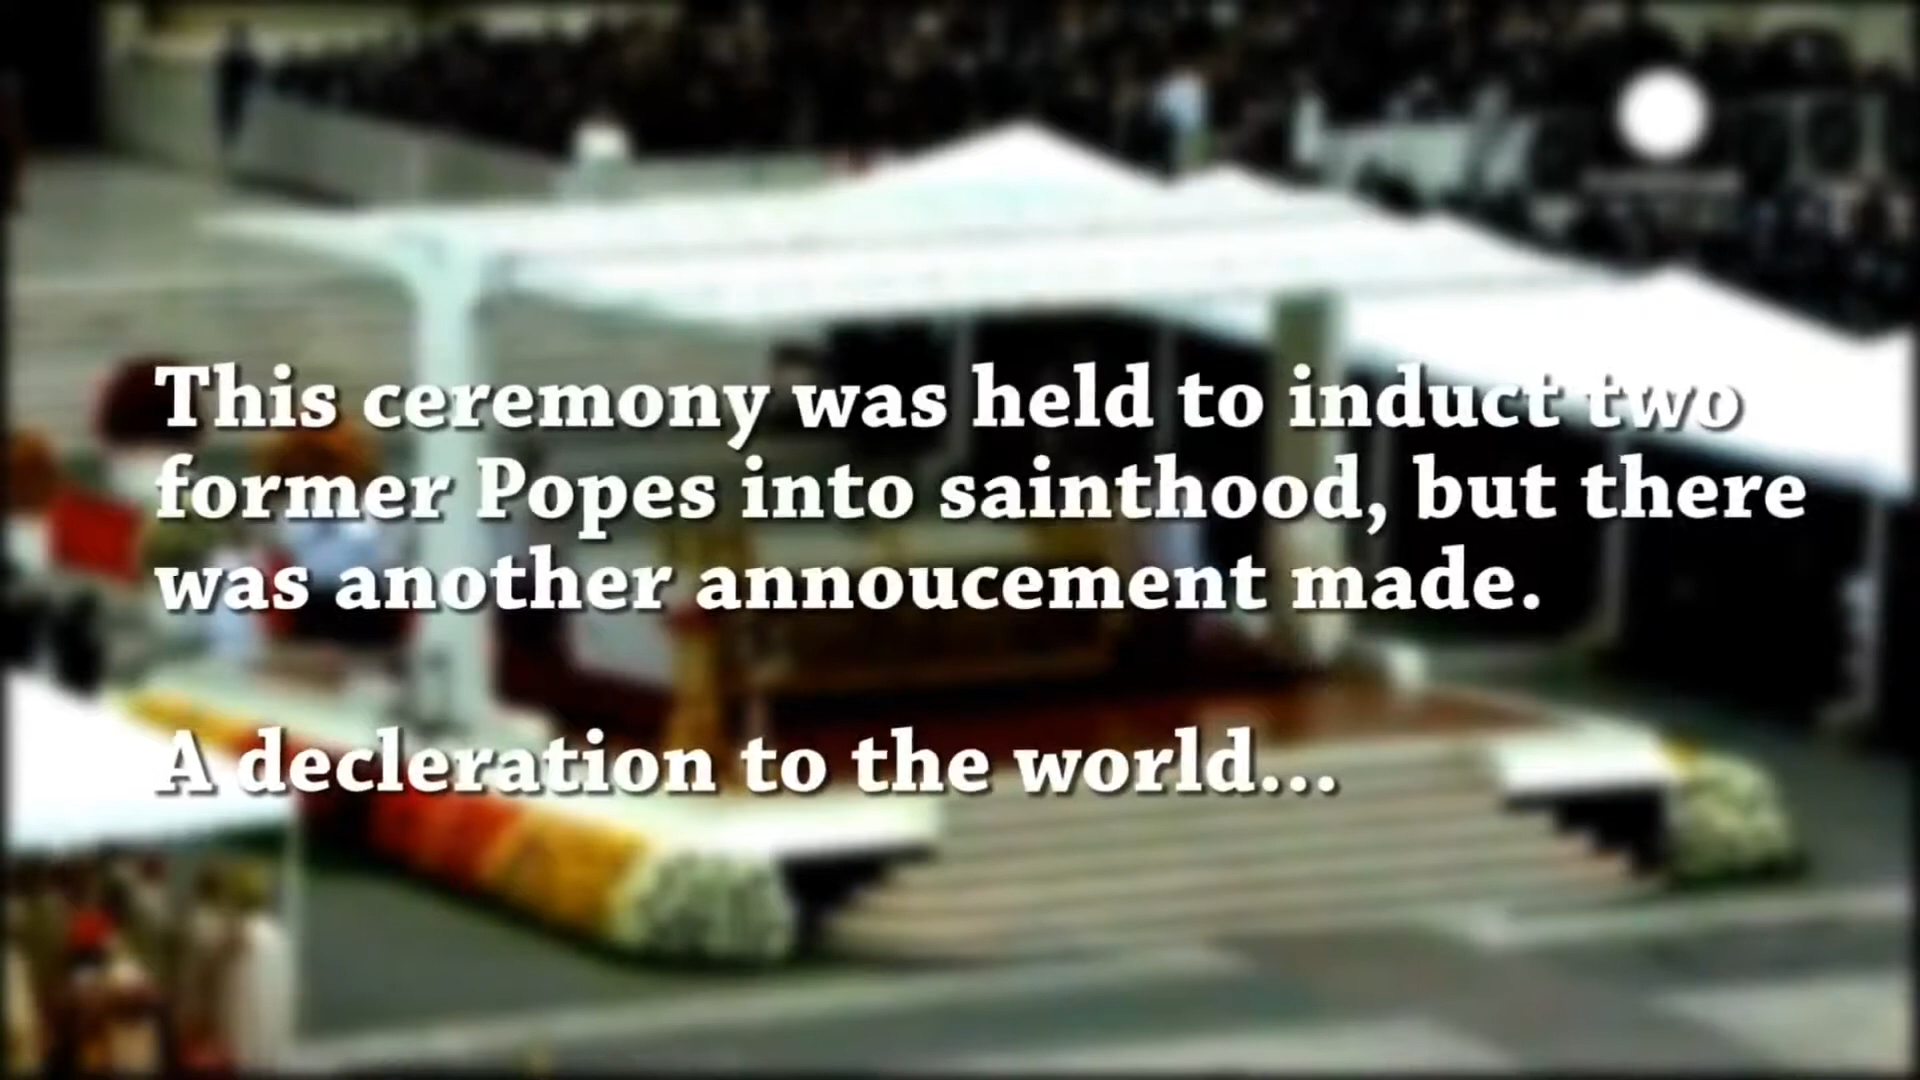 This ceremony was held to induct two
former Popes into sainthood, but there
was another annoucement made.
A decleration to the world...